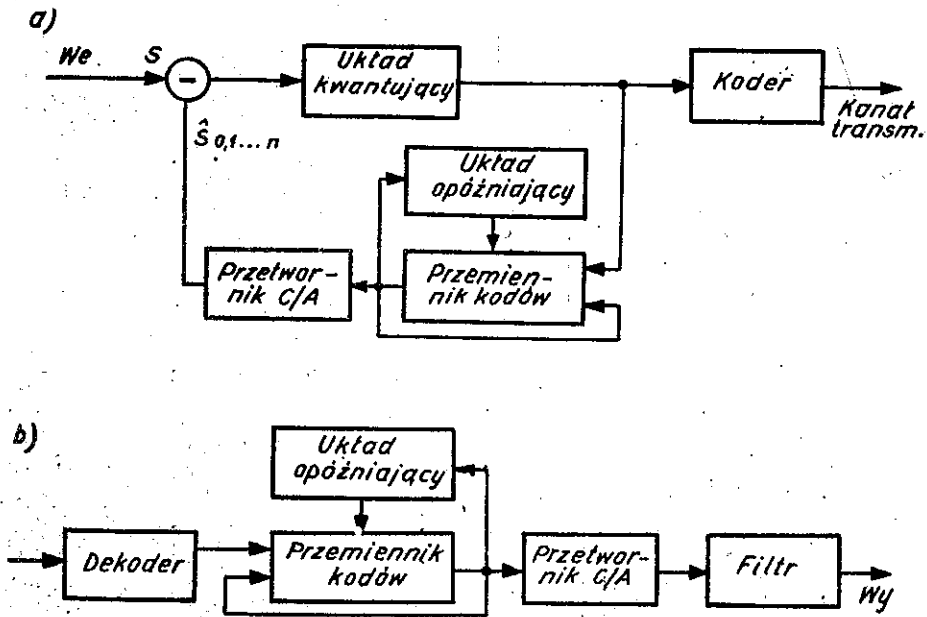 a)
We
S
−
Układ
kwantujący
Koder
Kanał
transm.
Ŝ 0,1...n
Układ
opóźniający
Przetwor-
nik C/A
Przemien-
nik kodów
b)
Układ
opóźniający
Dekoder
Przemiennik
kodów
Przetwor-
nik C/A
Filtr
Wy